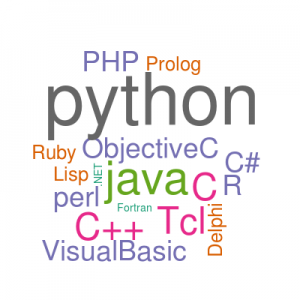 PHP Prolog
python
Ruby ObjectiveC
C#
Lisp .NET java C R
perl
Fortran
C++ Tcl Delphi
VisualBasic